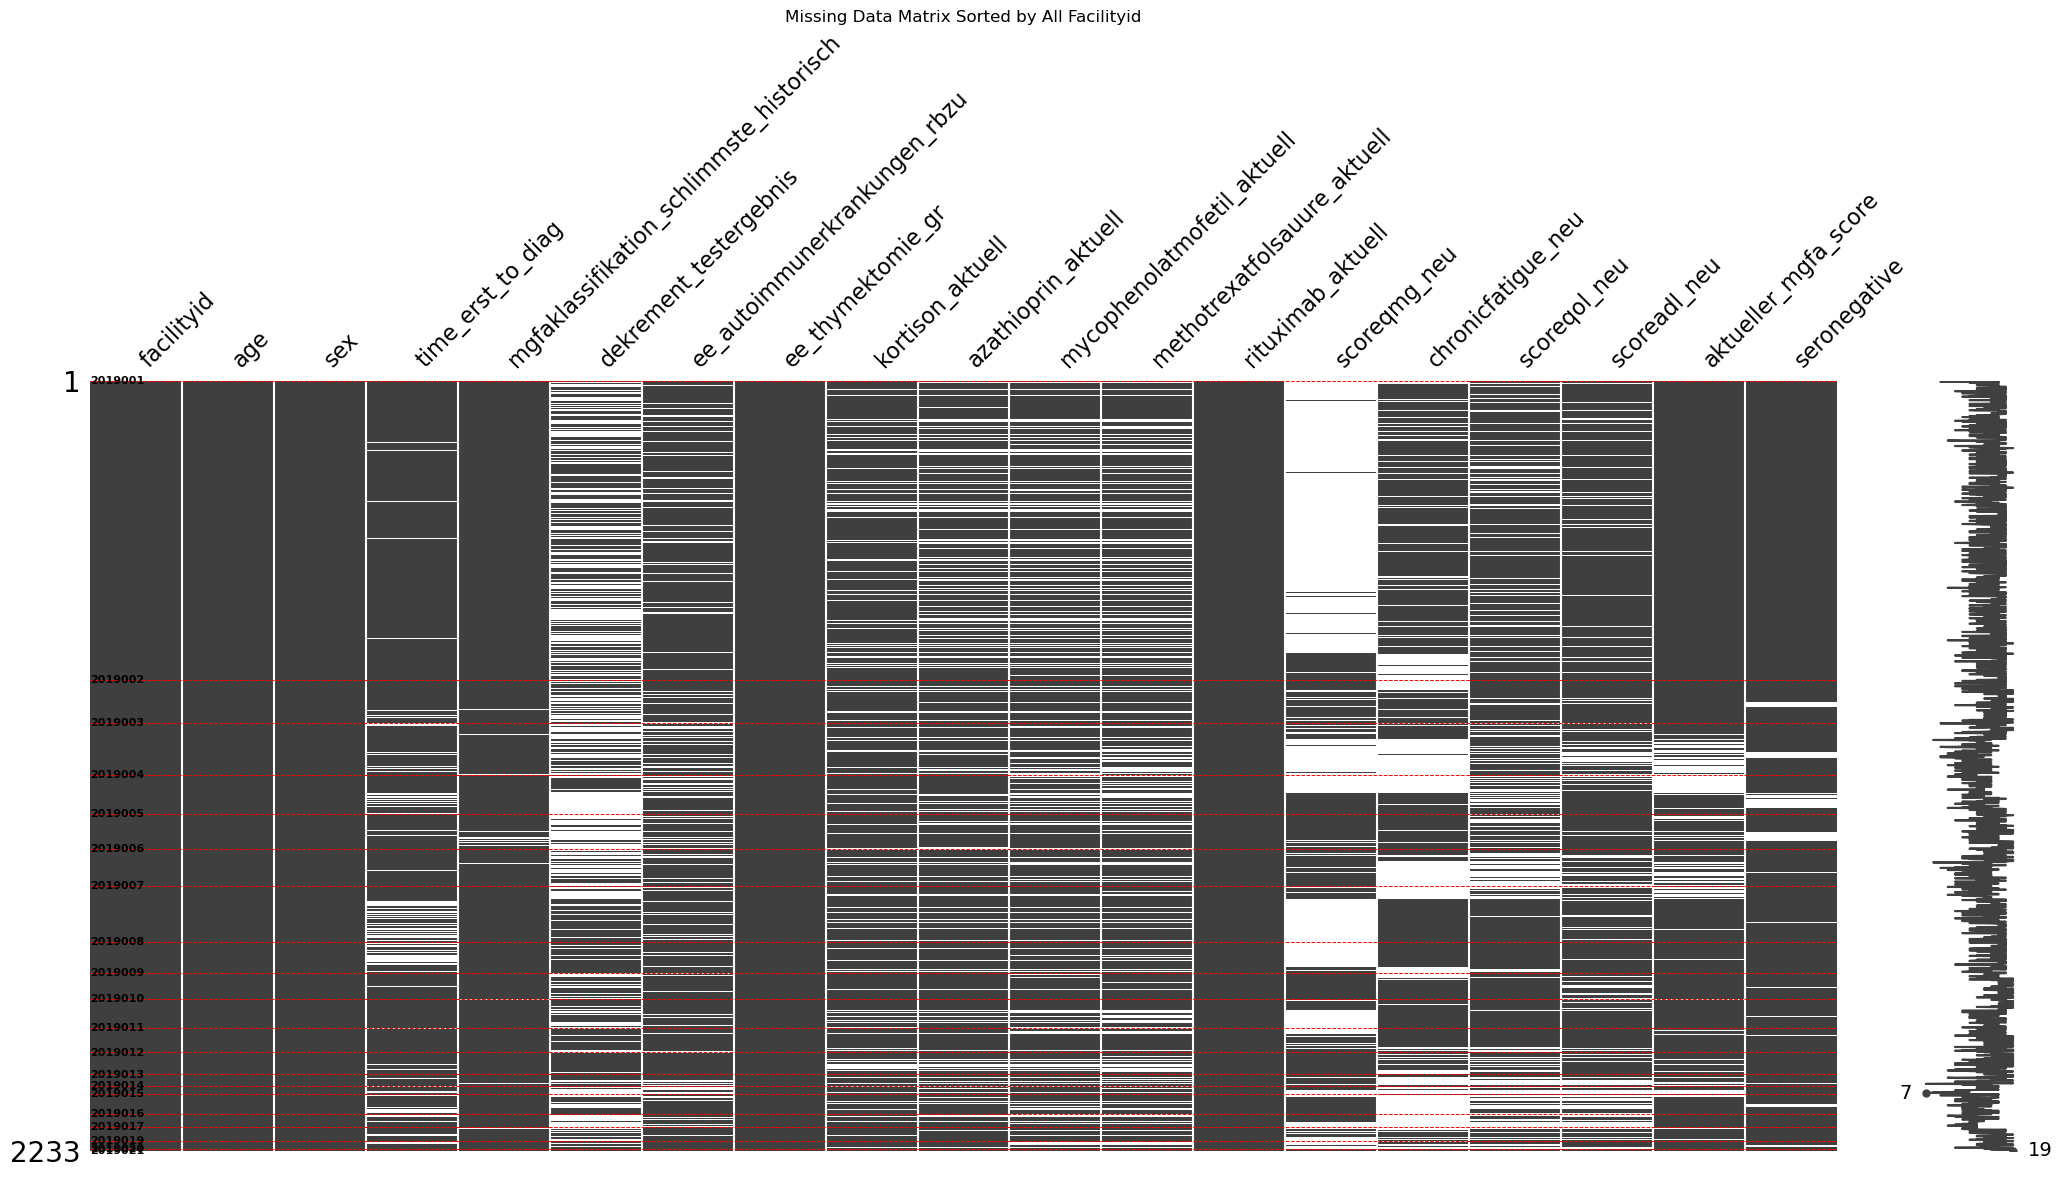 Missing Data Matrix Sorted by All Facilityid
facilityid
age
sex
time_erst_to_diag
mgfaklassifikation_schlimmste_historisch
dekrement_testergebnis
ee_autoimmunerkrankungen_rbzu
ee_thymektomie_gr
kortison_aktuell
azathioprin_aktuell
mycophenolatmofetil_aktuell
methotrexatfolsauure_aktuell
rituximab_aktuell
scoreqmg_neu
chronicfatigue_neu
scoreqol_neu
scoreadl_neu
aktueller_mgfa_score
seronegative
1
2019001
2019002
2019003
2019004
2019005
2019006
2019007
2019008
2019009
2019010
2019011
2019012
2019013
2019014
2019015
7
2019016
2019017
2019019
2019021
2233
19